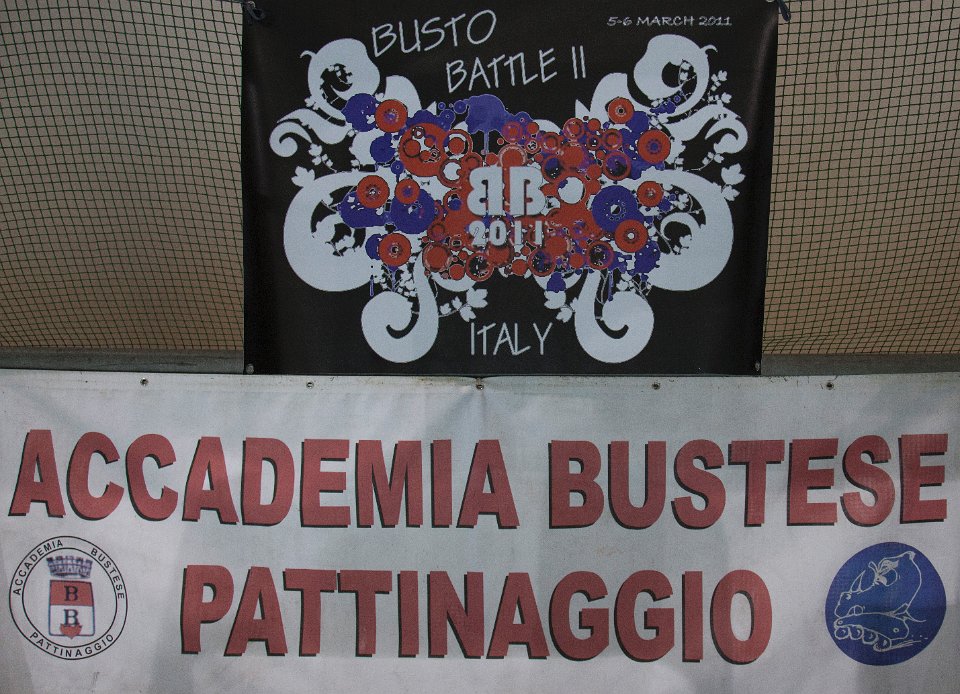 5-6 MARCH 2011
BUSTO
BATTLE II
BB
2011
ITALY
ACCADEMIA BUSTESE
PATTINAGGIO
ACCADEMIA BUSTESE
B B
PATTINAGGIO